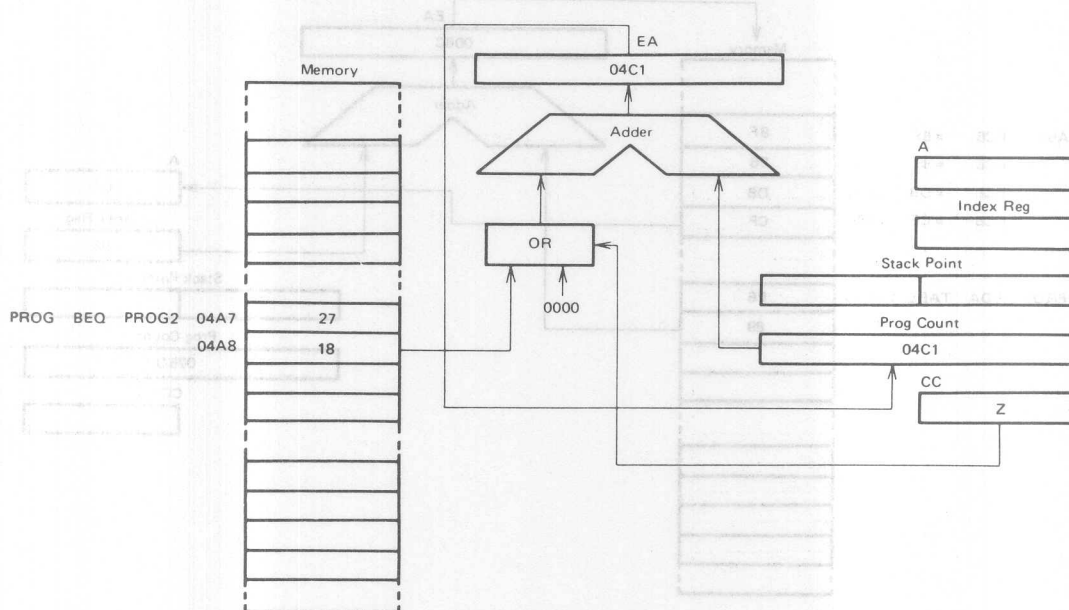 EA
04C1
Memory
Adder
A
Index Reg
OR
Stack Point
0000
PROG BEQ PROG2 04A7 27
Prog Count
04A8 18
04C1
CC
Z